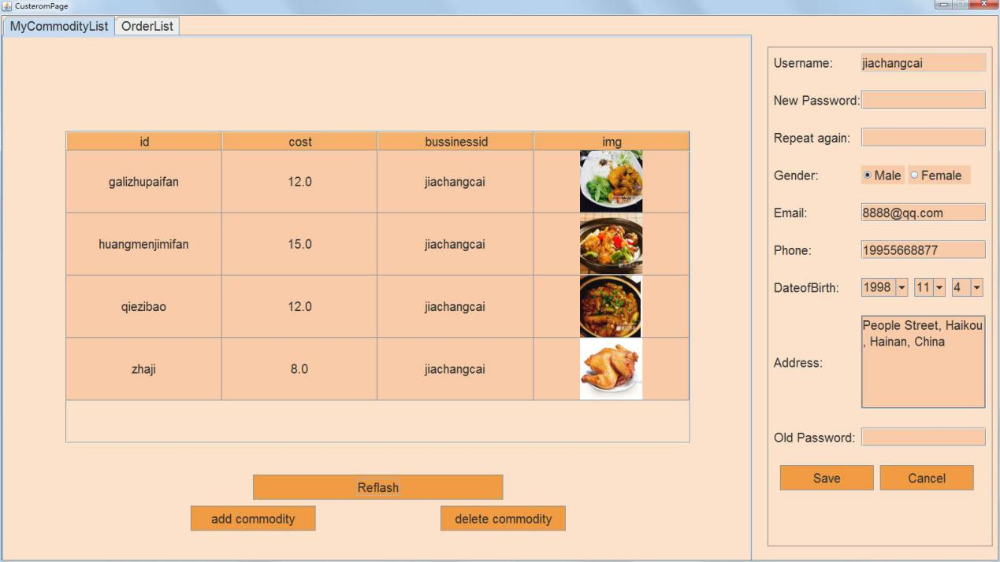 CusteromPage
MyCommodityList OrderList
id cost bussinessid img
galizhupaifan 12.0 jiachangcai
huangmenjimifan 15.0 jiachangcai
qiezibao 12.0 jiachangcai
zhaji 8.0 jiachangcai
Reflash
add commodity delete commodity
Username: jiachangcai
New Password:
Repeat again:
Gender: Male Female
Email: 8888@qq.com
Phone: 19955668877
DateofBirth: 1998 11 4
Address: People Street, Haikou
, Hainan, China
Old Password:
Save Cancel